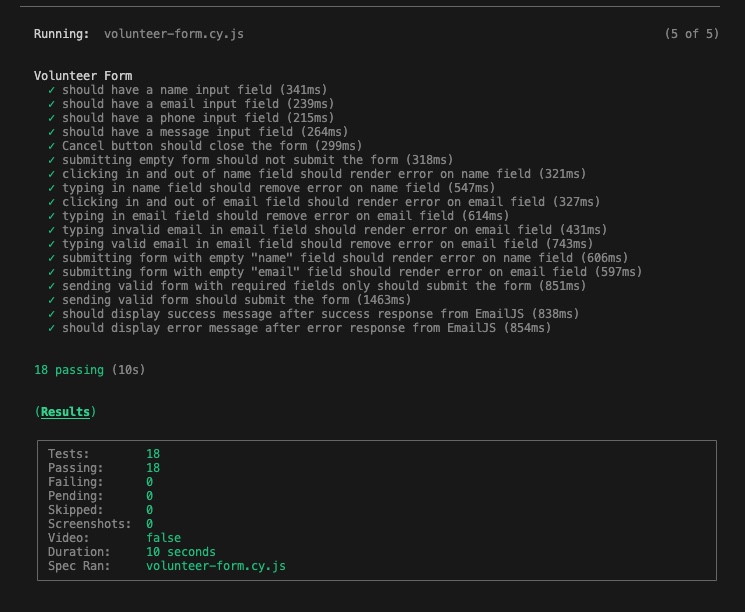 Running: volunteer-form.cy.js (5 of 5)
Volunteer Form
✓ should have a name input field (341ms)
✓ should have a email input field (239ms)
✓ should have a phone input field (215ms)
✓ should have a message input field (264ms)
✓ Cancel button should close the form (299ms)
✓ submitting empty form should not submit the form (318ms)
✓ clicking in and out of name field should render error on name field (321ms)
✓ typing in name field should remove error on name field (547ms)
✓ clicking in and out of email field should render error on email field (327ms)
✓ typing in email field should remove error on email field (614ms)
✓ typing invalid email in email field should render error on email field (431ms)
✓ typing valid email in email field should remove error on email field (743ms)
✓ submitting form with empty "name" field should render error on name field (606ms)
✓ submitting form with empty "email" field should render error on email field (597ms)
✓ sending valid form with required fields only should submit the form (851ms)
✓ sending valid form should submit the form (1463ms)
✓ should display success message after success response from EmailJS (838ms)
✓ should display error message after error response from EmailJS (854ms)
18 passing (10s)
(Results)
Tests: 18
Passing: 18
Failing: 0
Pending: 0
Skipped: 0
Screenshots: 0
Video: false
Duration: 10 seconds
Spec Ran: volunteer-form.cy.js